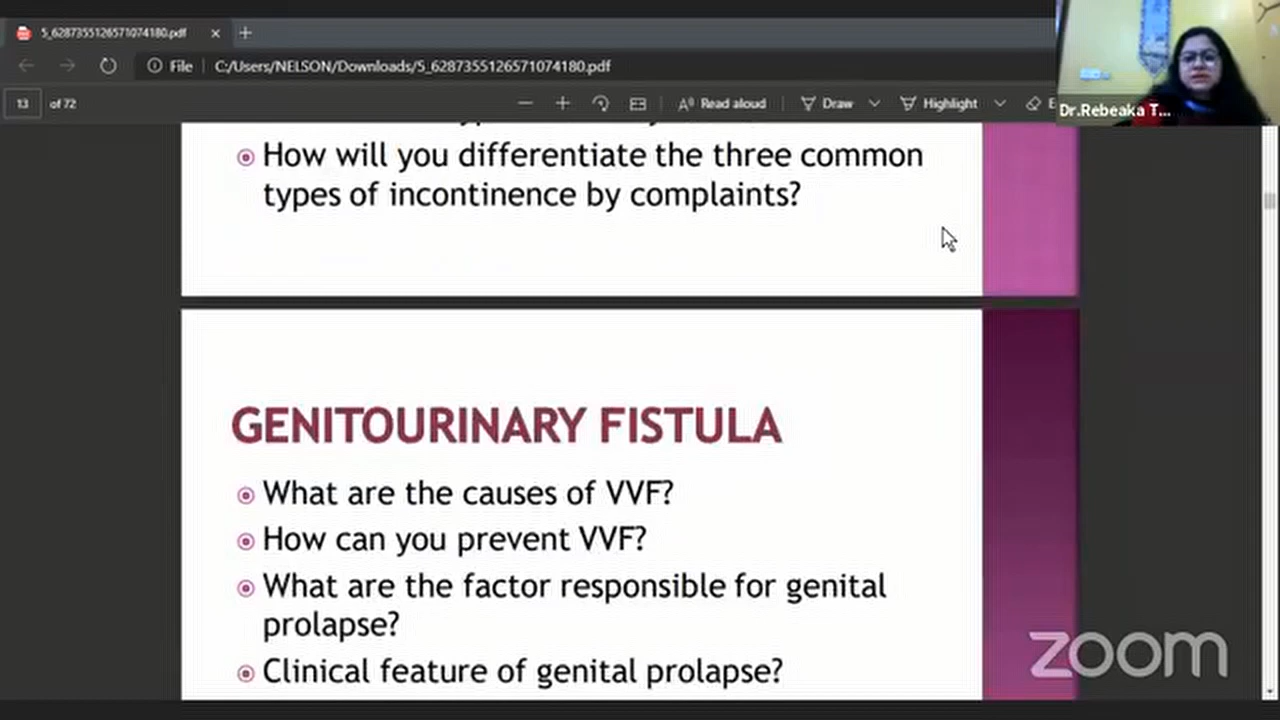 5_6287355126571074180.pdf
File
C:/Users/NELSON/Downloads/5_6287355126571074180.pdf
13 of 72
Read aloud
Draw
Highlight
Dr.Rebeaka T...
How will you differentiate the three common
types of incontinence by complaints?
GENITOURINARY FISTULA
What are the causes of VVF?
How can you prevent VVF?
What are the factor responsible for genital
prolapse?
Clinical feature of genital prolapse?
zoom